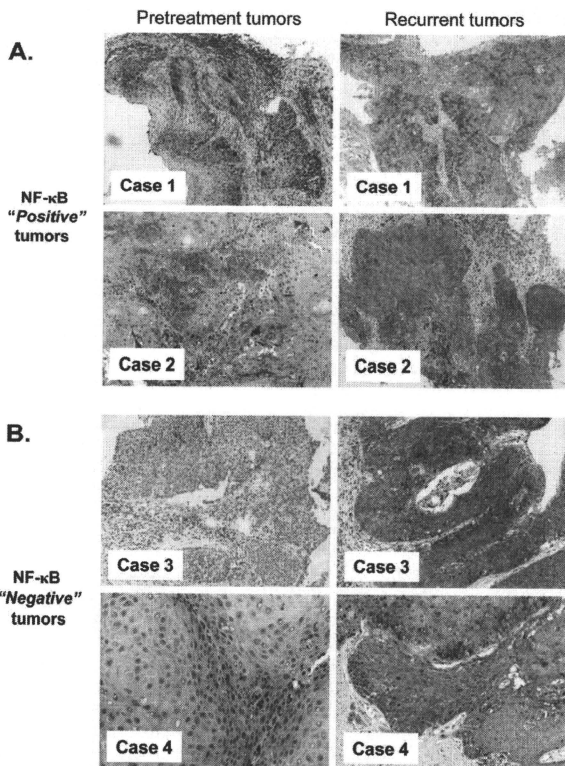 Pretreatment tumors Recurrent tumors
A.
Case 1 Case 1
NF-κB
"Positive"
tumors
Case 2 Case 2
B.
Case 3 Case 3
NF-κB
"Negative"
tumors
Case 4 Case 4